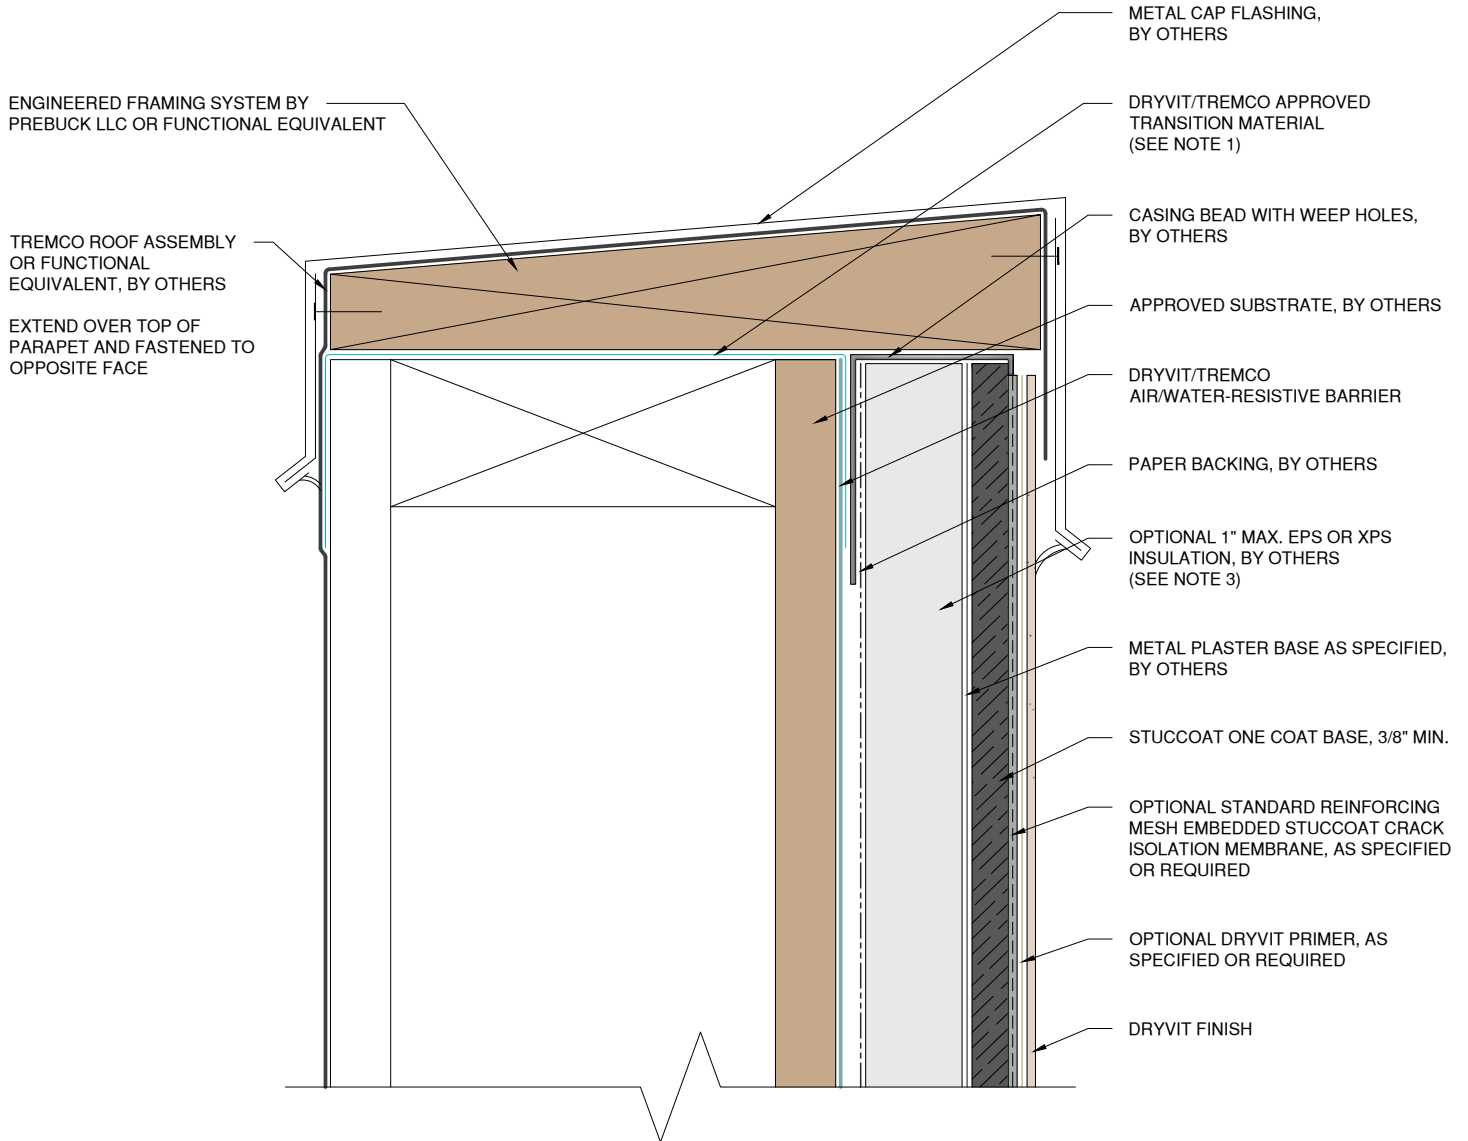 METAL CAP FLASHING,
BY OTHERS
ENGINEERED FRAMING SYSTEM BY
PREBUCK LLC OR FUNCTIONAL EQUIVALENT
DRYVIT/TREMCO APPROVED
TRANSITION MATERIAL
(SEE NOTE 1)
TREMCO ROOF ASSEMBLY
OR FUNCTIONAL
EQUIVALENT, BY OTHERS
EXTEND OVER TOP OF
PARAPET AND FASTENED TO
OPPOSITE FACE
CASING BEAD WITH WEEP HOLES,
BY OTHERS
APPROVED SUBSTRATE, BY OTHERS
DRYVIT/TREMCO
AIR/WATER-RESISTIVE BARRIER
PAPER BACKING, BY OTHERS
OPTIONAL 1" MAX. EPS OR XPS
INSULATION, BY OTHERS
(SEE NOTE 3)
METAL PLASTER BASE AS SPECIFIED,
BY OTHERS
STUCCOAT ONE COAT BASE, 3/8" MIN.
OPTIONAL STANDARD REINFORCING
MESH EMBEDDED STUCCOAT CRACK
ISOLATION MEMBRANE, AS SPECIFIED
OR REQUIRED
OPTIONAL DRYVIT PRIMER, AS
SPECIFIED OR REQUIRED
DRYVIT FINISH